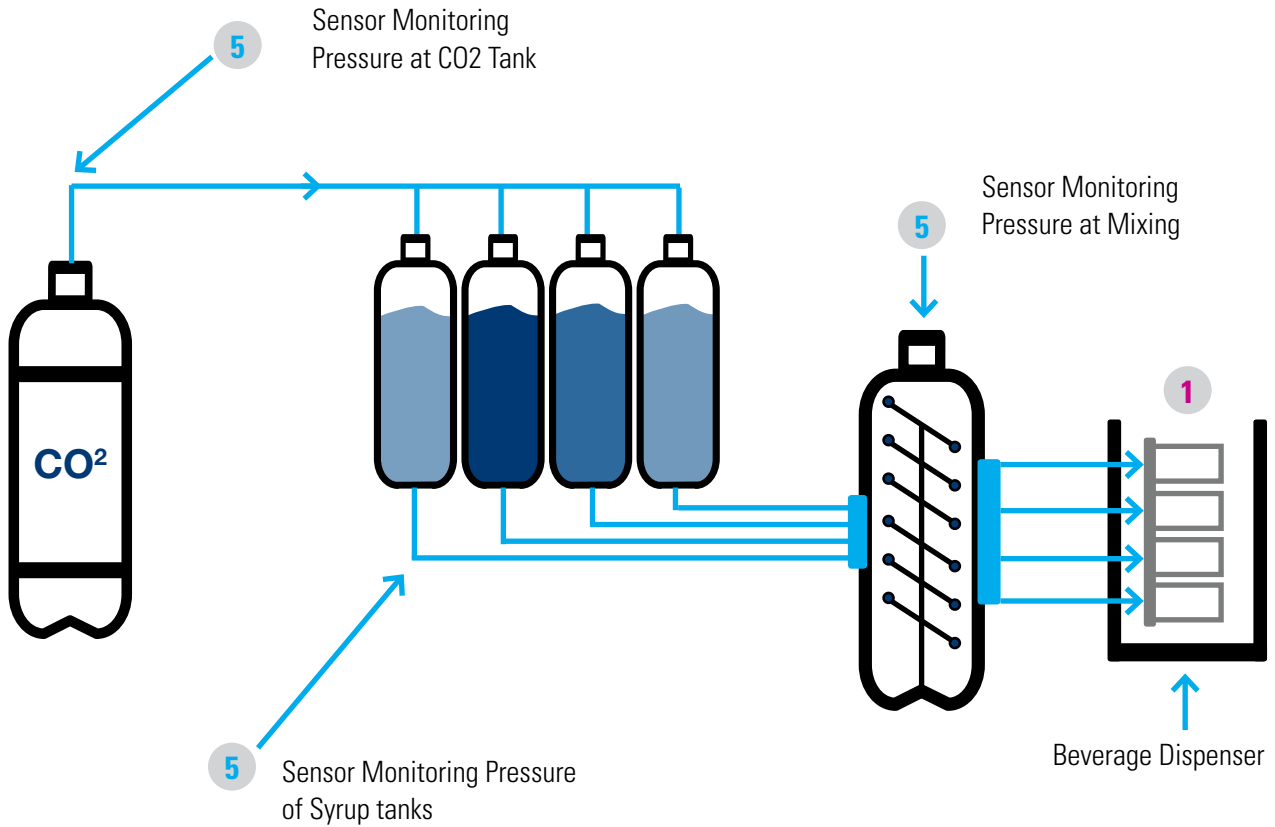 5
Sensor Monitoring
Pressure at CO2 Tank
Sensor Monitoring
Pressure at Mixing
5
1
CO²
5
Sensor Monitoring Pressure
of Syrup tanks
Beverage Dispenser